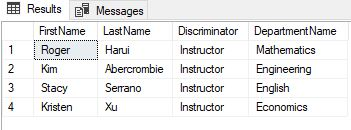 Results Messages
FirstName LastName Discriminator DepartmentName
1 Roger Harui Instructor Mathematics
2 Kim Abercrombie Instructor Engineering
3 Stacy Serrano Instructor English
4 Kristen Xu Instructor Economics